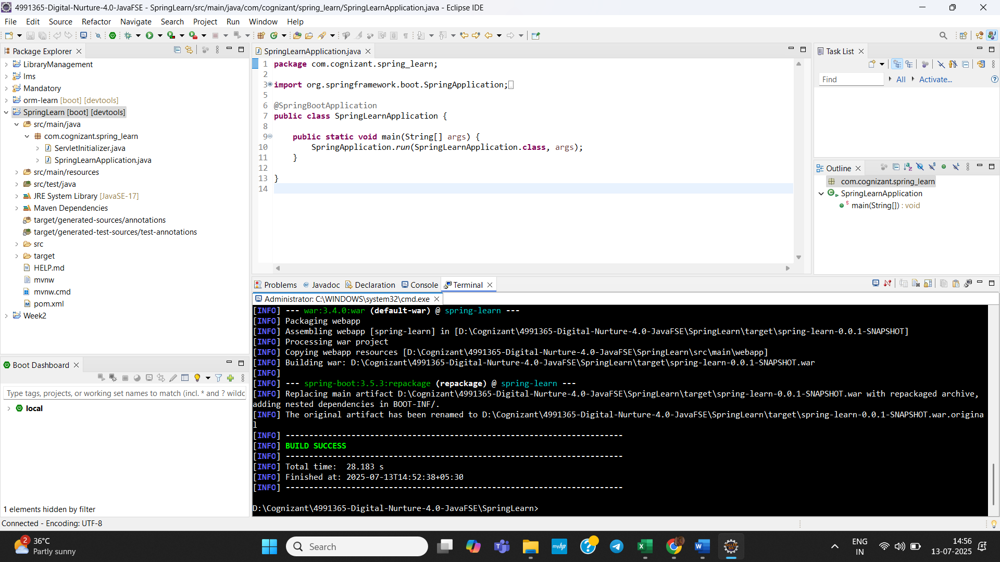 4991365-Digital-Nurture-4.0-JavaFSE - SpringLearn/src/main/java/com/cognizant/spring_learn/SpringLearnApplication.java - Eclipse IDE
File Edit Source Refactor Navigate Search Project Run Window Help
Package Explorer
LibraryManagement
lms
Mandatory
orm-learn [boot] [devtools]
SpringLearn [boot] [devtools]
src/main/java
com.cognizant.spring_learn
ServletInitializer.java
SpringLearnApplication.java
src/main/resources
src/test/java
JRE System Library [JavaSE-17]
Maven Dependencies
target/generated-sources/annotations
target/generated-test-sources/test-annotations
src
target
HELP.md
mvnw
mvnw.cmd
pom.xml
Week2
Boot Dashboard
Type tags, projects, or working set names to match (incl. * and ? wildc
local
1 elements hidden by filter
SpringLearnApplication.java
1 package com.cognizant.spring_learn;
2
3 import org.springframework.boot.SpringApplication;
5
6 @SpringBootApplication
7 public class SpringLearnApplication {
8
9 public static void main(String[] args) {
10 SpringApplication.run(SpringLearnApplication.class, args);
11 }
12
13 }
14
Task List
Find All Activate...
Outline
com.cognizant.spring_learn
SpringLearnApplication
main(String[]) : void
Problems Javadoc Declaration Console Terminal
Administrator: C:\WINDOWS\system32\cmd.exe
[INFO] --- war:3.4.0:war (default-war) @ spring-learn ---
[INFO] Packaging webapp
[INFO] Assembling webapp [spring-learn] in [D:\Cognizant\4991365-Digital-Nurture-4.0-JavaFSE\SpringLearn\target\spring-learn-0.0.1-SNAPSHOT]
[INFO] Processing war project
[INFO] Copying webapp resources [D:\Cognizant\4991365-Digital-Nurture-4.0-JavaFSE\SpringLearn\src\main\webapp]
[INFO] Building war: D:\Cognizant\4991365-Digital-Nurture-4.0-JavaFSE\SpringLearn\target\spring-learn-0.0.1-SNAPSHOT.war
[INFO]
[INFO] --- spring-boot:3.5.3:repackage (repackage) @ spring-learn ---
[INFO] Replacing main artifact D:\Cognizant\4991365-Digital-Nurture-4.0-JavaFSE\SpringLearn\target\spring-learn-0.0.1-SNAPSHOT.war with repackaged archive,
adding nested dependencies in BOOT-INF/.
[INFO] The original artifact has been renamed to D:\Cognizant\4991365-Digital-Nurture-4.0-JavaFSE\SpringLearn\target\spring-learn-0.0.1-SNAPSHOT.war.origina
l
[INFO] ------------------------------------------------------------------------
[INFO] BUILD SUCCESS
[INFO] ------------------------------------------------------------------------
[INFO] Total time:  28.183 s
[INFO] Finished at: 2025-07-13T14:52:38+05:30
[INFO] ------------------------------------------------------------------------
D:\Cognizant\4991365-Digital-Nurture-4.0-JavaFSE\SpringLearn>
Connected - Encoding: UTF-8
2
36°C
Partly sunny
Search
myhp
ENG
IN
14:56
13-07-2025